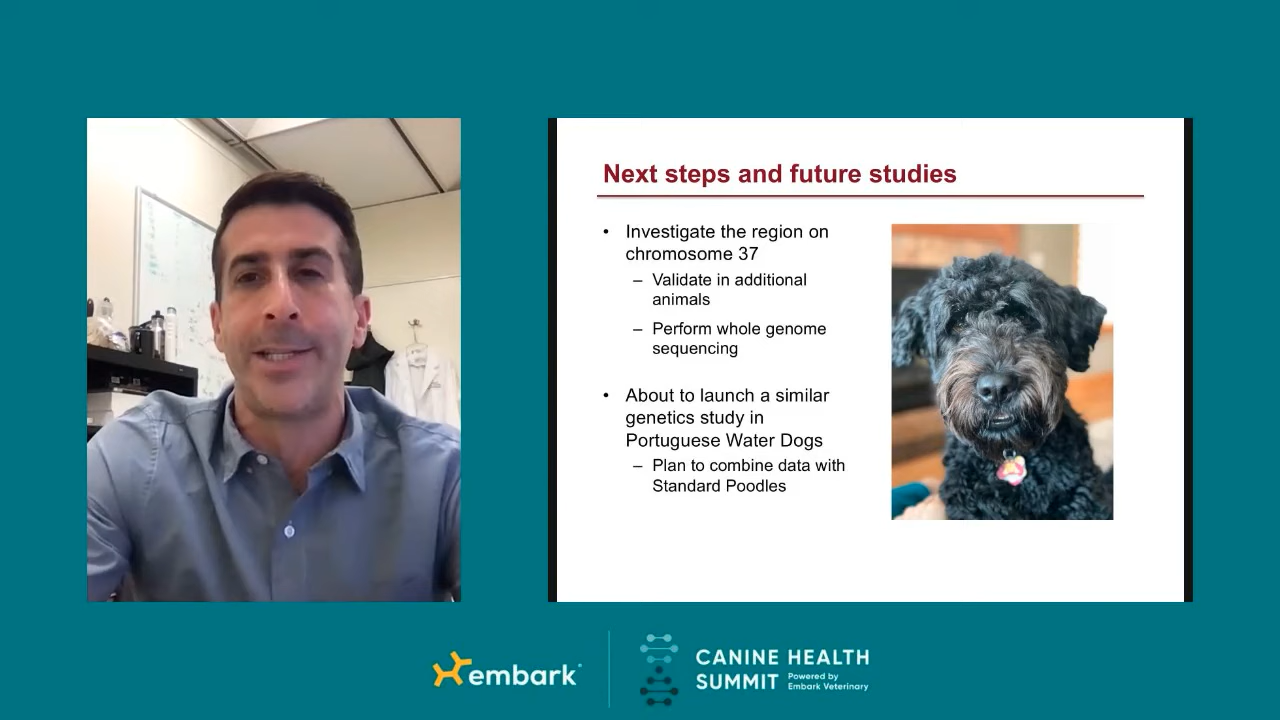 Next steps and future studies
• Investigate the region on
chromosome 37
– Validate in additional
animals
– Perform whole genome
sequencing
• About to launch a similar
genetics study in
Portuguese Water Dogs
– Plan to combine data with
Standard Poodles
embark
CANINE HEALTH
SUMMIT Powered by
Embark Veterinary